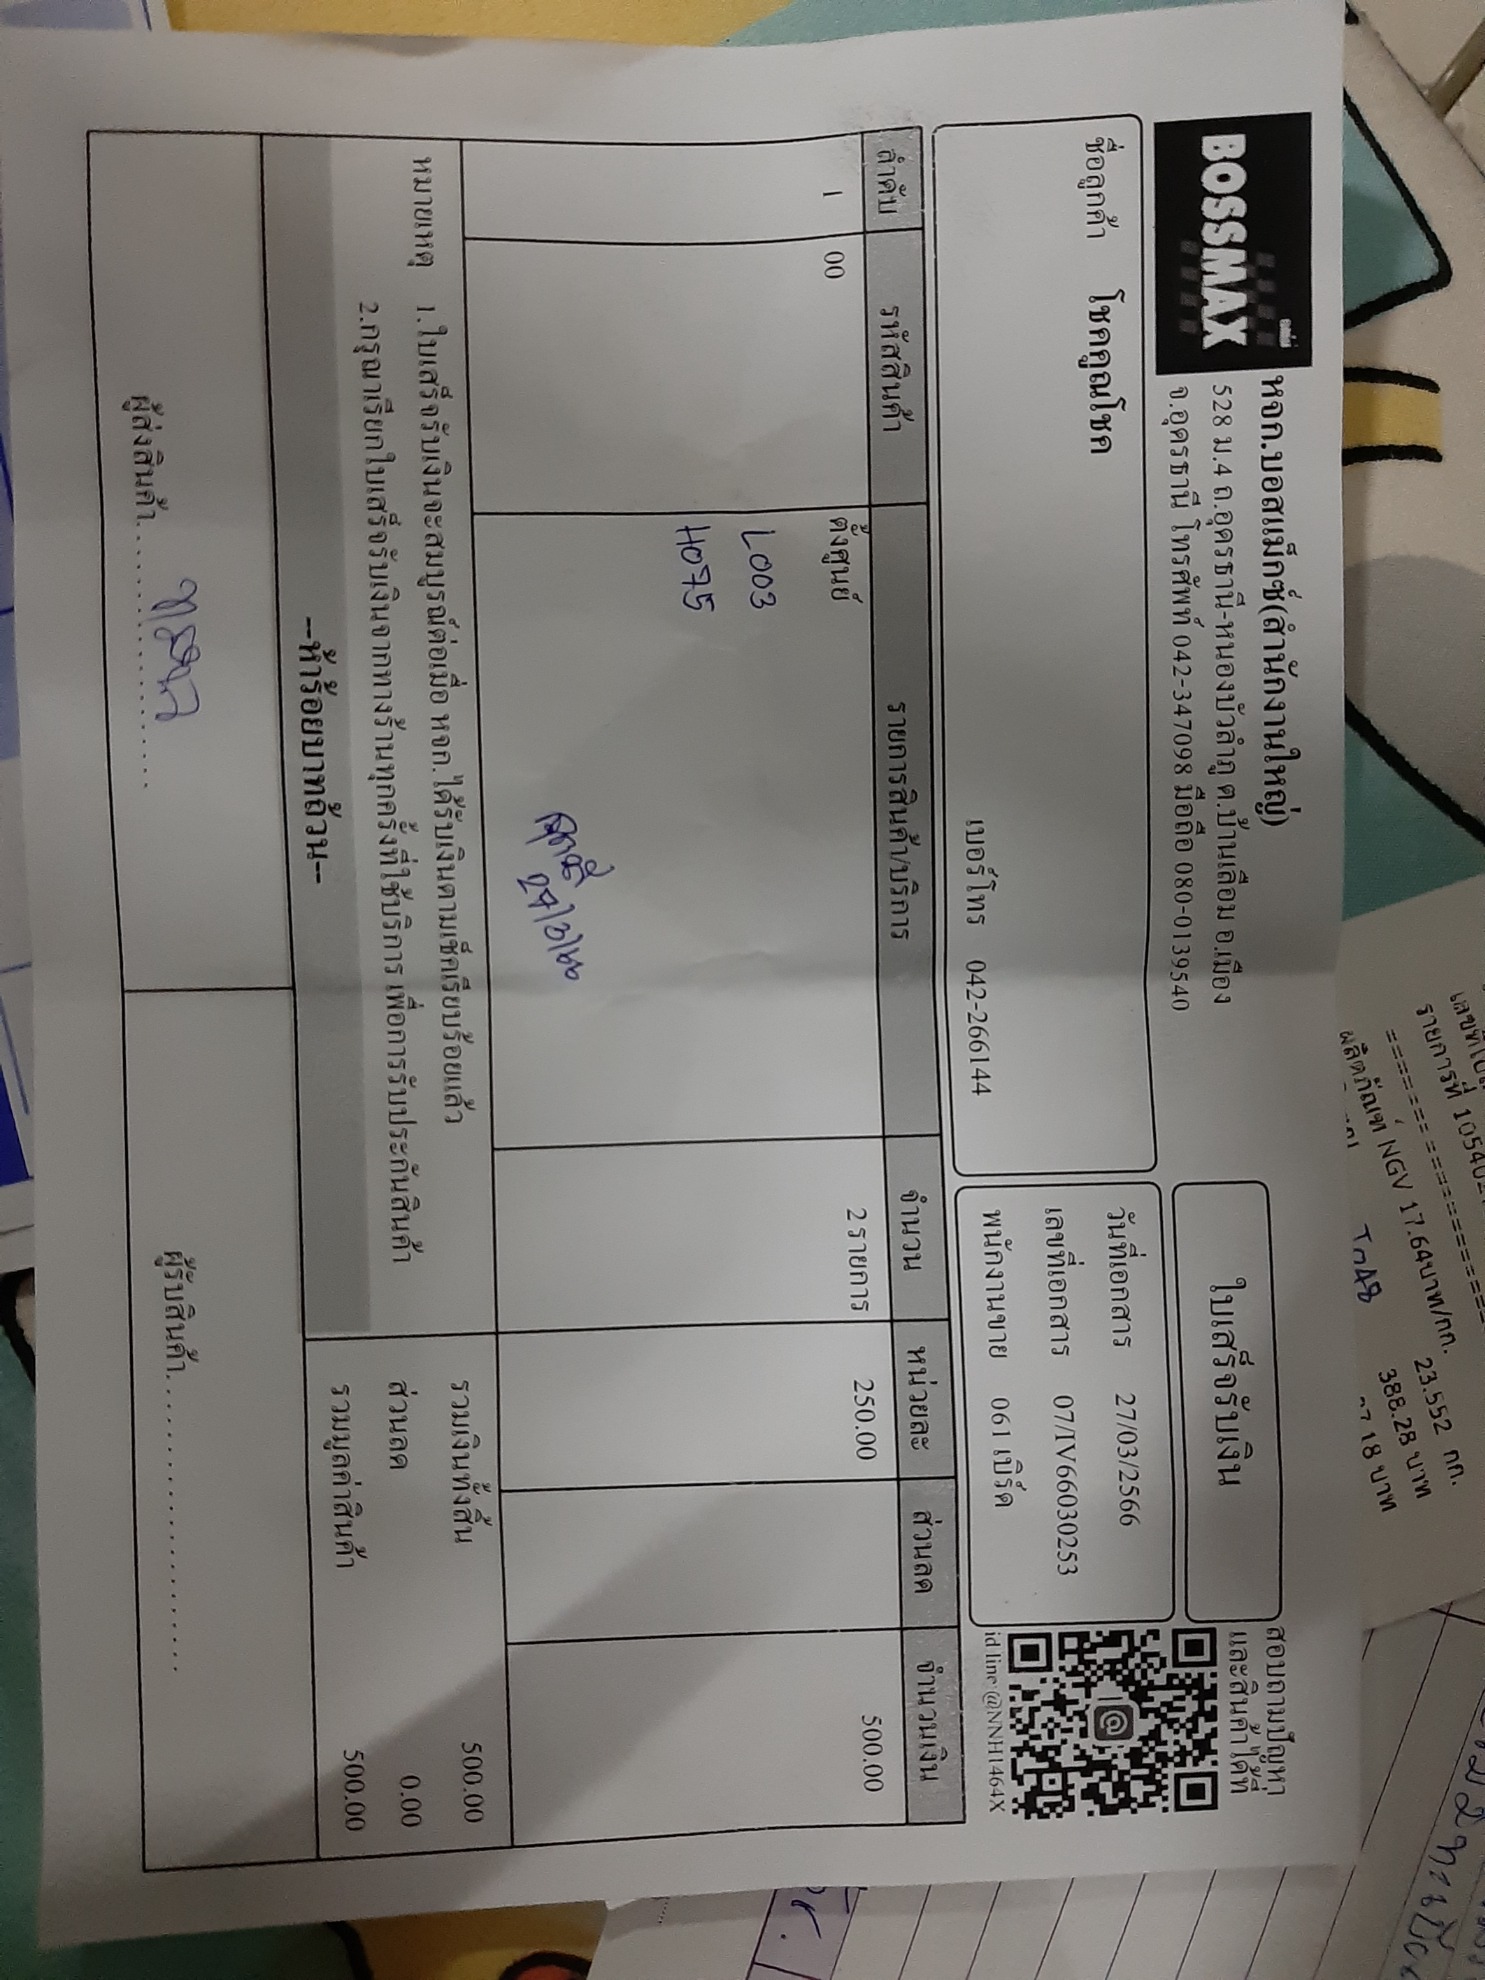 BOSSMAX
หจก.บอสแม็กซ์(สำนักงานใหญ่)
528 ม.4 ถ.อุดรธานี-หนองบัวลำภู ต.บ้านเลื่อม อ.เมือง
จ.อุดรธานี โทรศัพท์ 042-347098 มือถือ 080-0139540
ใบเสร็จรับเงิน
สอบถามปัญหา
และสินค้าได้ที่
id line:@NNH1464X
ชื่อลูกค้า โชคคูณโชค
เบอร์โทร 042-266144
วันที่เอกสาร 27/03/2566
เลขที่เอกสาร 07/IV66030253
พนักงานขาย 061 เบิร์ด
ลำดับ รหัสสินค้า รายการสินค้า/บริการ จำนวน หน่วยละ ส่วนลด จำนวนเงิน
1 00 ตั้งศูนย์ 2 รายการ 250.00 500.00
L003
H075
หมายเหตุ 1.ใบเสร็จรับเงินจะสมบูรณ์ต่อเมื่อ หจก.ได้รับเงินตามเช็คเรียบร้อยแล้ว
2.กรุณาเรียกใบเสร็จรับเงินจากทางร้านทุกครั้งที่ใช้บริการ เพื่อการรับประกันสินค้า
รวมเงินทั้งสิ้น 500.00
ส่วนลด 0.00
รวมมูลค่าสินค้า 500.00
--ห้าร้อยบาทถ้วน--
ผู้ส่งสินค้า..............................
ผู้รับสินค้า..............................
รายการที่
ผลิตภัณฑ์ NGV 17.64บาท/กก. 23.552 กก.
388.28 บาท
18 บาท